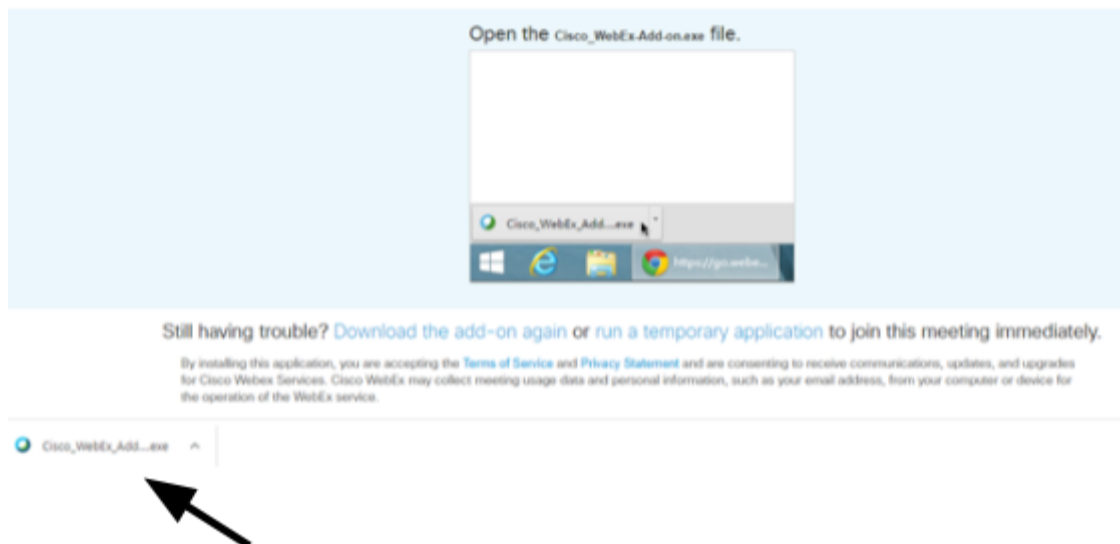 Open the Cisco_WebEx-Add-on.exe file.
Cisco_WebEx_Add...exe
https://go.webe...
Still having trouble? Download the add-on again or run a temporary application to join this meeting immediately.
By installing this application, you are accepting the Terms of Service and Privacy Statement and are consenting to receive communications, updates, and upgrades
for Cisco Webex Services. Cisco WebEx may collect meeting usage data and personal information, such as your email address, from your computer or device for
the operation of the WebEx service.
Cisco_WebEx_Add...exe